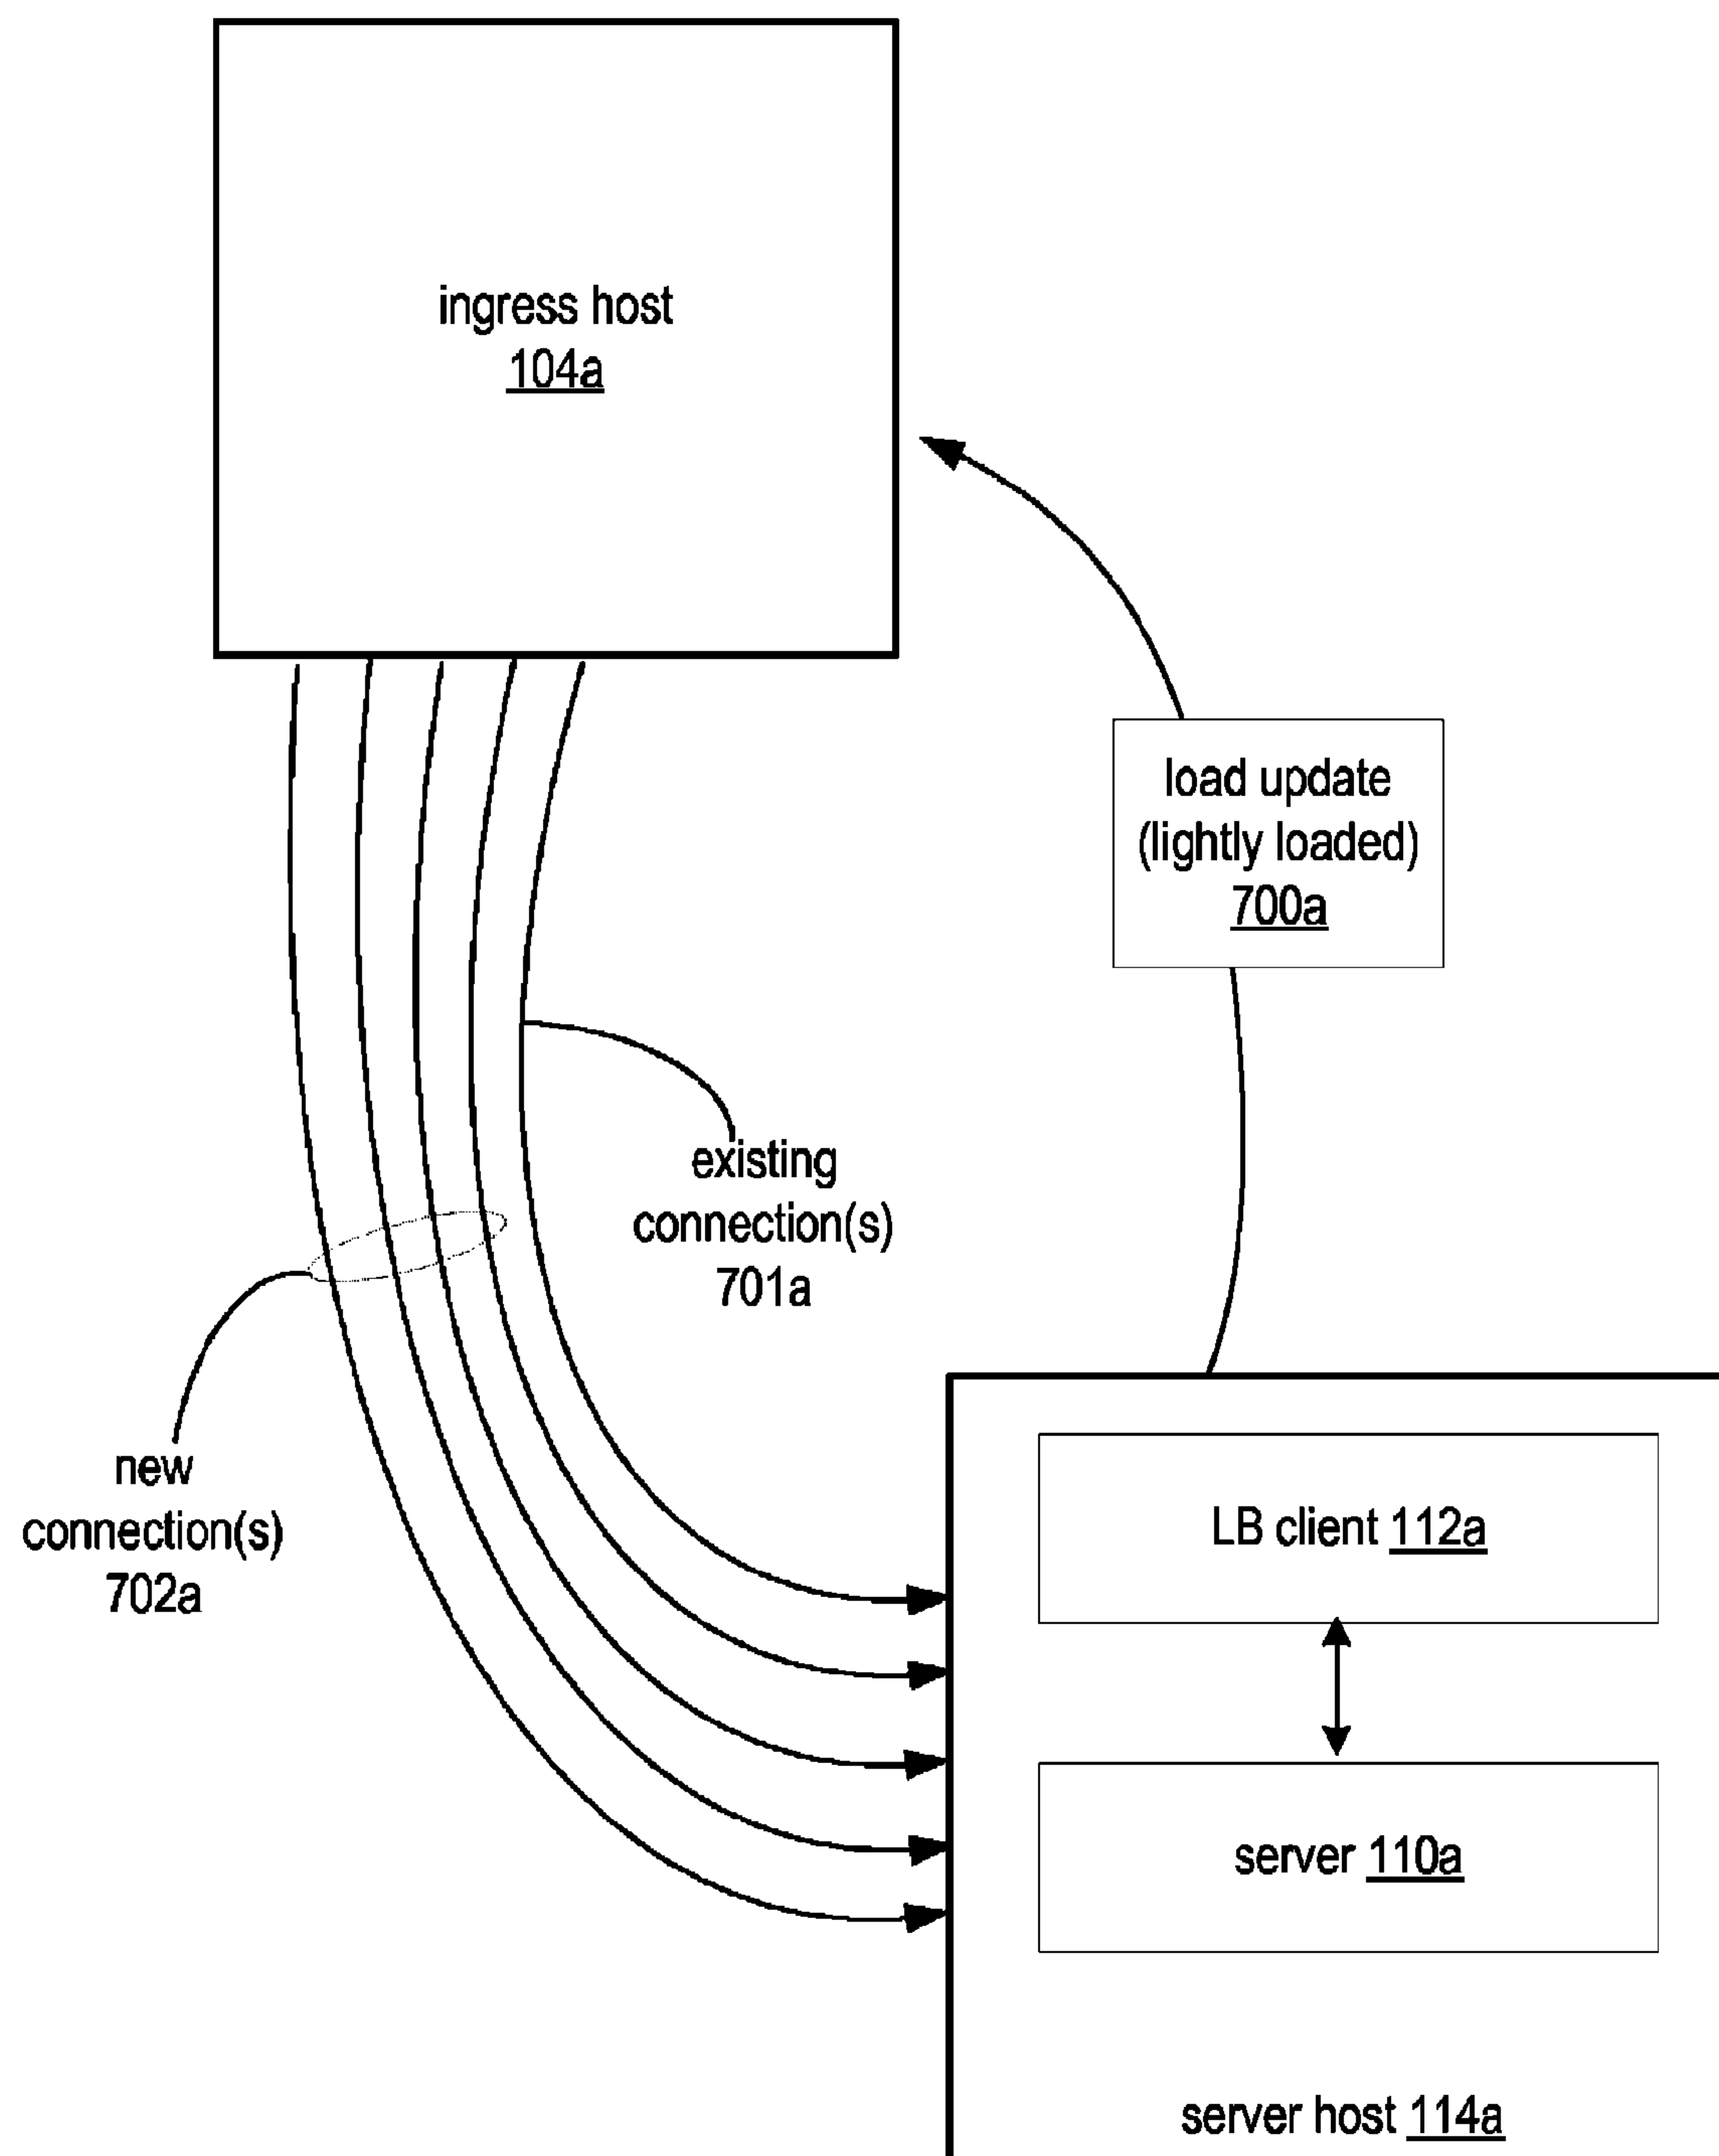 ingress host
104a
load update
(lightly loaded)
700a
existing
connection(s)
701a
new
connection(s)
702a
LB client 112a
server 110a
server host 114a